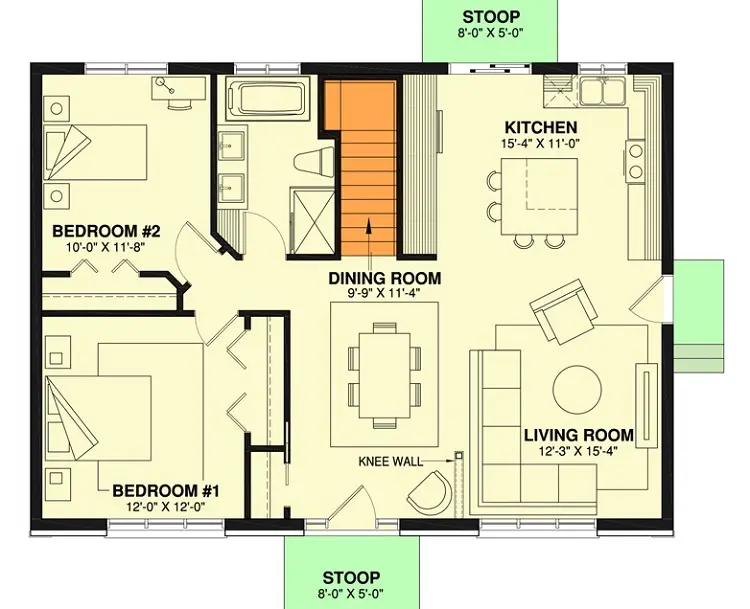 STOOP
8'-0" X 5'-0"
KITCHEN
15'-4" X 11'-0"
BEDROOM #2
10'-0" X 11'-8"
DINING ROOM
9'-9" X 11'-4"
LIVING ROOM
12'-3" X 15'-4"
KNEE WALL
BEDROOM #1
12'-0" X 12'-0"
STOOP
8'-0" X 5'-0"